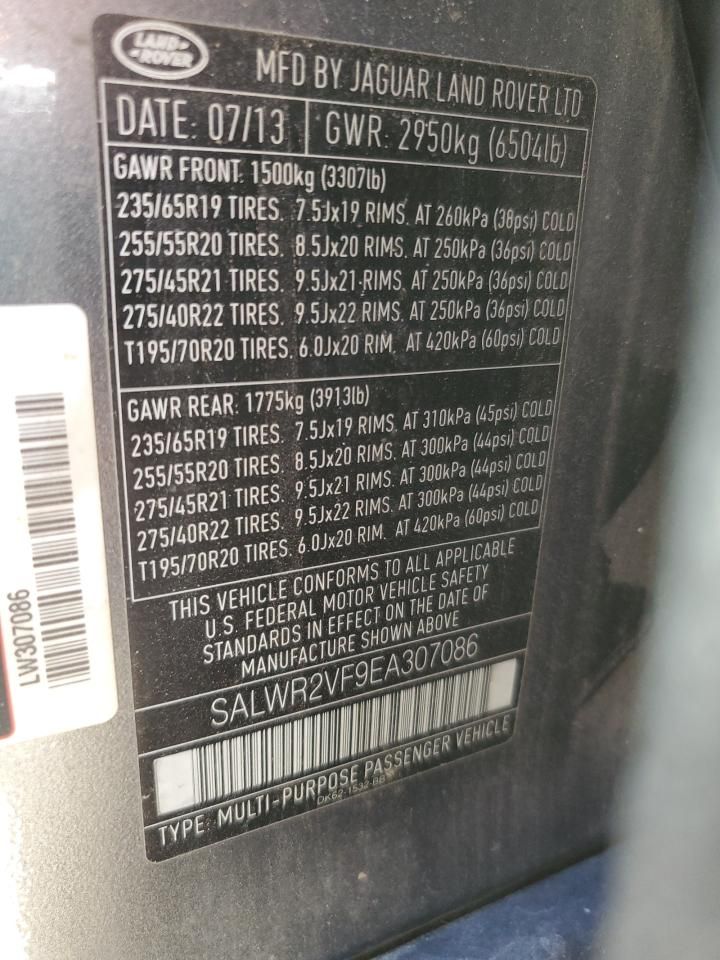 LAND
ROVER
MFD BY JAGUAR LAND ROVER LTD
DATE: 07/13 GWR: 2950kg (6504lb)
GAWR FRONT: 1500kg (3307lb)
235/65R19 TIRES. 7.5Jx19 RIMS. AT 260kPa (38psi) COLD
255/55R20 TIRES. 8.5Jx20 RIMS. AT 250kPa (36psi) COLD
275/45R21 TIRES. 9.5Jx21 RIMS. AT 250kPa (36psi) COLD
275/40R22 TIRES. 9.5Jx22 RIMS. AT 250kPa (36psi) COLD
T195/70R20 TIRES. 6.0Jx20 RIM. AT 420kPa (60psi) COLD
GAWR REAR: 1775kg (3913lb)
235/65R19 TIRES. 7.5Jx19 RIMS. AT 310kPa (45psi) COLD
255/55R20 TIRES. 8.5Jx20 RIMS. AT 300kPa (44psi) COLD
275/45R21 TIRES. 9.5Jx21 RIMS. AT 300kPa (44psi) COLD
275/40R22 TIRES. 9.5Jx22 RIMS. AT 300kPa (44psi) COLD
T195/70R20 TIRES. 6.0Jx20 RIM. AT 420kPa (60psi) COLD
THIS VEHICLE CONFORMS TO ALL APPLICABLE
U.S. FEDERAL MOTOR VEHICLE SAFETY
STANDARDS IN EFFECT ON THE DATE OF
MANUFACTURE SHOWN ABOVE
SALWR2VF9EA307086
TYPE: MULTI-PURPOSE PASSENGER VEHICLE
DK62-1532-BB
LW307086